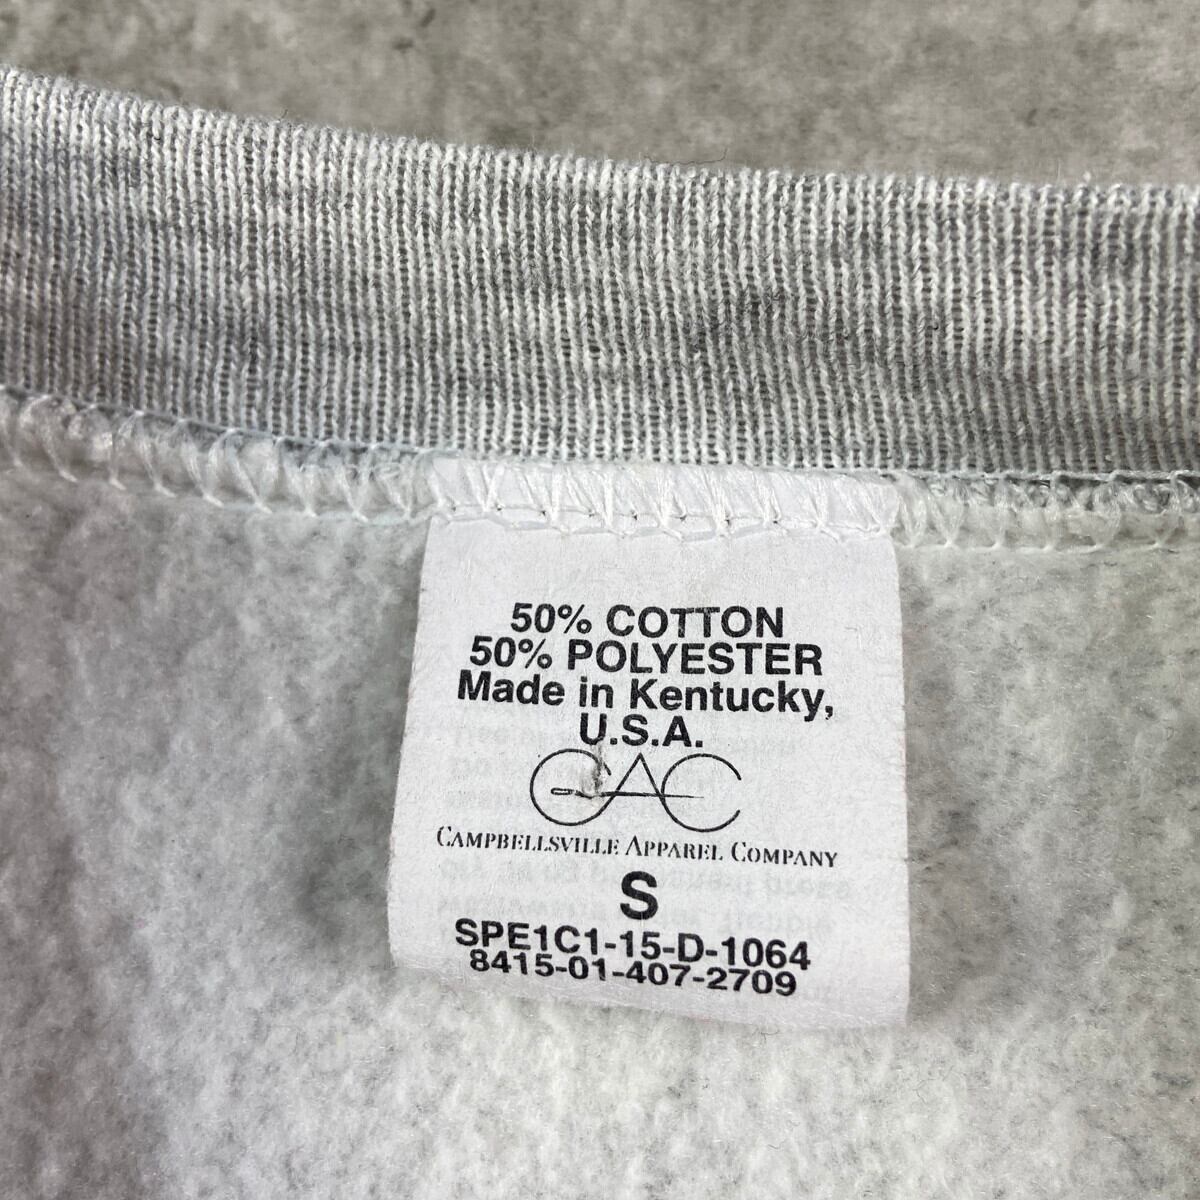 50% COTTON
50% POLYESTER
Made in Kentucky,
U.S.A.
CAC
CAMPBELLSVILLE APPAREL COMPANY
S
SPE1C1-15-D-1064
8415-01-407-2709